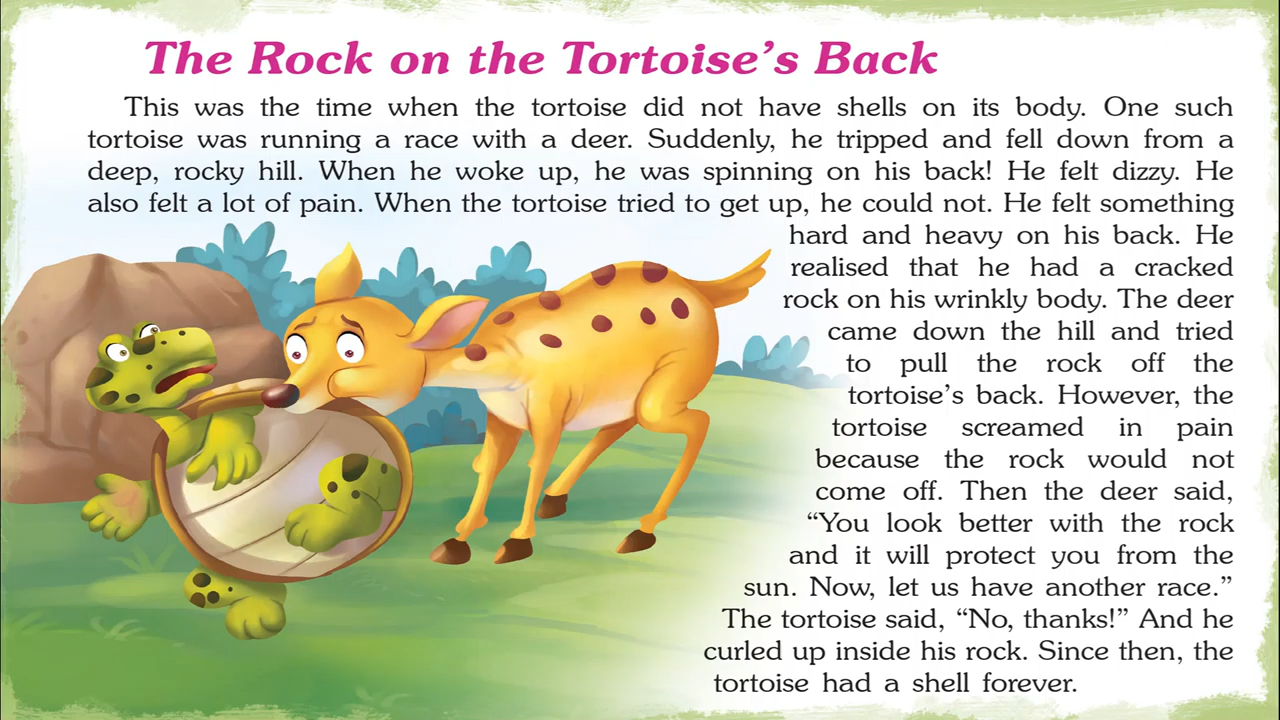 The Rock on the Tortoise's Back
This was the time when the tortoise did not have shells on its body. One such
tortoise was running a race with a deer. Suddenly, he tripped and fell down from a
deep, rocky hill. When he woke up, he was spinning on his back! He felt dizzy. He
also felt a lot of pain. When the tortoise tried to get up, he could not. He felt something
hard and heavy on his back. He
realised that he had a cracked
rock on his wrinkly body. The deer
came down the hill and tried
to pull the rock off the
tortoise's back. However, the
tortoise screamed in pain
because the rock would not
come off. Then the deer said,
“You look better with the rock
and it will protect you from the
sun. Now, let us have another race.”
The tortoise said, “No, thanks!” And he
curled up inside his rock. Since then, the
tortoise had a shell forever.